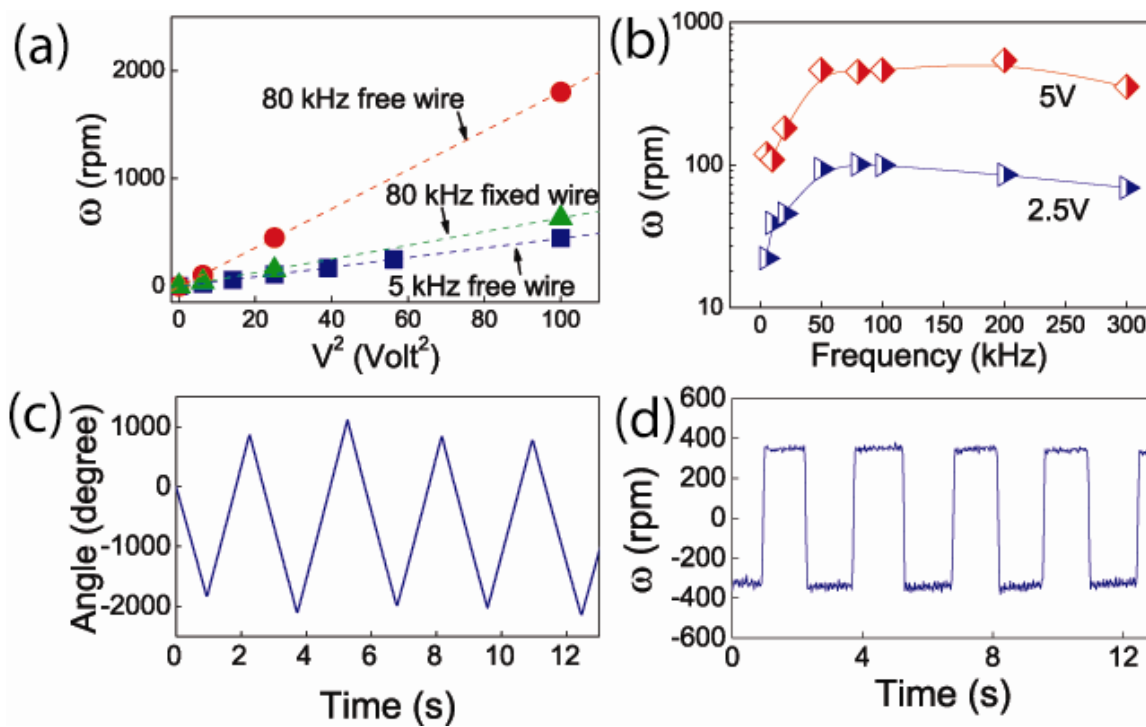 (a)
2000
1000
0
ω (rpm)
80 kHz free wire
80 kHz fixed wire
5 kHz free wire
0 20 40 60 80 100
V² (Volt²)
(b)
1000
100
10
ω (rpm)
5V
2.5V
0 50 100 150 200 250 300
Frequency (kHz)
(c)
1000
0
-1000
-2000
Angle (degree)
0 2 4 6 8 10 12
Time (s)
(d)
600
400
200
0
-200
-400
-600
ω (rpm)
0 4 8 12
Time (s)